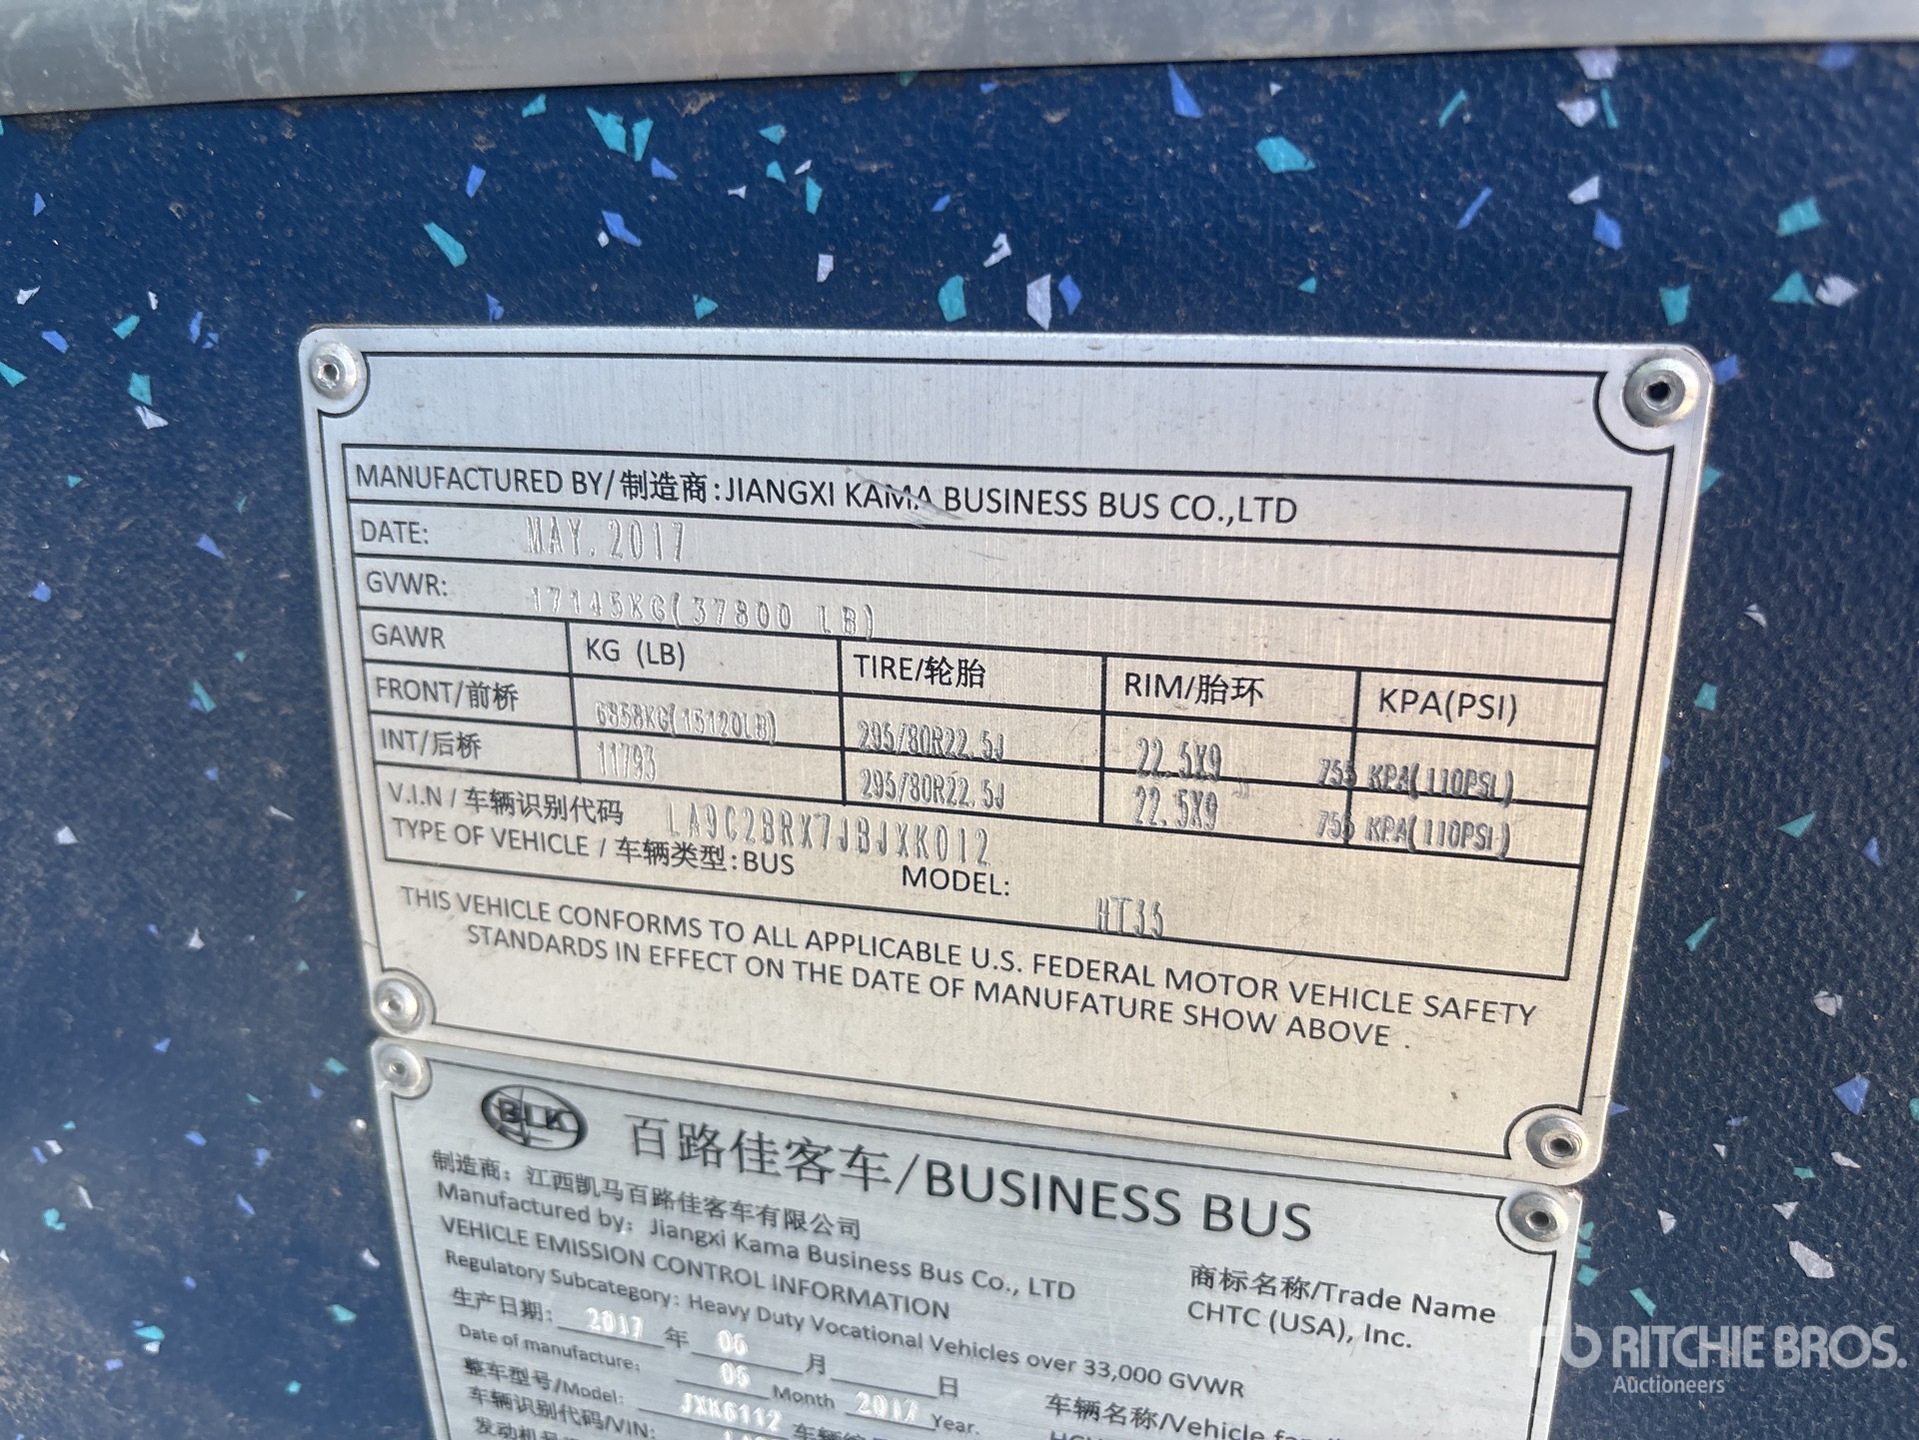 MANUFACTURED BY/制造商:JIANGXI KAMA BUSINESS BUS CO.,LTD
DATE: MAY.2017
GVWR: 17145KG(37800 LB)
GAWR KG (LB) TIRE/轮胎 RIM/胎环 KPA(PSI)
FRONT/前桥 6858KG(15120LB) 295/80R22.5J 22.5X9 755 KPA(110PSI)
INT/后桥 11793 295/80R22.5J 22.5X9 755 KPA(110PSI)
V.I.N/车辆识别代码 LA9C2BRX7JBJXK012
TYPE OF VEHICLE/车辆类型:BUS MODEL: HT35
THIS VEHICLE CONFORMS TO ALL APPLICABLE U.S. FEDERAL MOTOR VEHICLE SAFETY
STANDARDS IN EFFECT ON THE DATE OF MANUFATURE SHOW ABOVE .
BLK 百路佳客车/BUSINESS BUS
制造商: 江西凯马百路佳客车有限公司
Manufactured by: Jiangxi Kama Business Bus Co., LTD
VEHICLE EMISSION CONTROL INFORMATION
商标名称/Trade Name
Regulatory Subcategory: Heavy Duty Vocational Vehicles over 33,000 GVWR
CHTC (USA), Inc.
生产日期: 2017 年 06 月 日
Date of manufacture: 06 Month 2017 Year.
整车型号/Model: JXK6112
车辆名称/Vehicle
车辆识别代码/VIN:
发动机
RITCHIE BROS.
Auctioneers